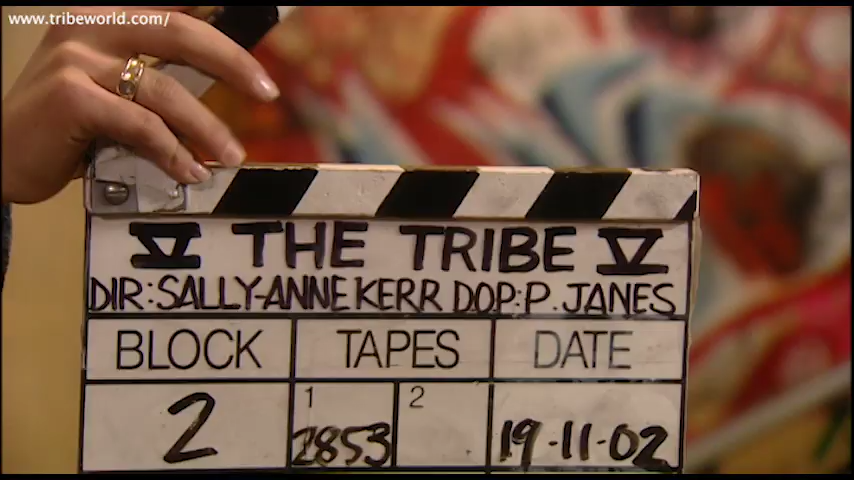 www.tribeworld.com/
V THE TRIBE V
DIR:SALLY-ANNE KERR DOP:P.JANES
BLOCK TAPES DATE
1 2
2 2853 19-11-02